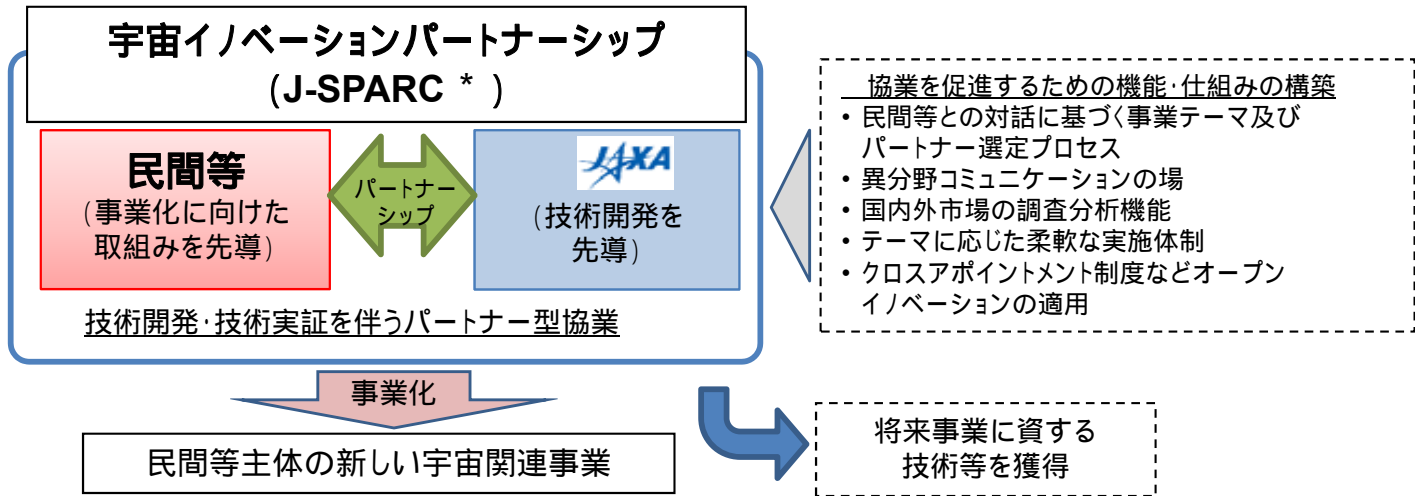 宇宙イノベーションパートナーシップ
(J-SPARC * )
民間等
(事業化に向けた
取組みを先導)
パートナー
シップ
JAXA
(技術開発を
先導)
技術開発･技術実証を伴うパートナー型協業
協業を促進するための機能･仕組みの構築
• 民間等との対話に基づく事業テーマ及び
パートナー選定プロセス
• 異分野コミュニケーションの場
• 国内外市場の調査分析機能
• テーマに応じた柔軟な実施体制
• クロスアポイントメント制度などオープン
イノベーションの適用
事業化
民間等主体の新しい宇宙関連事業
将来事業に資する
技術等を獲得